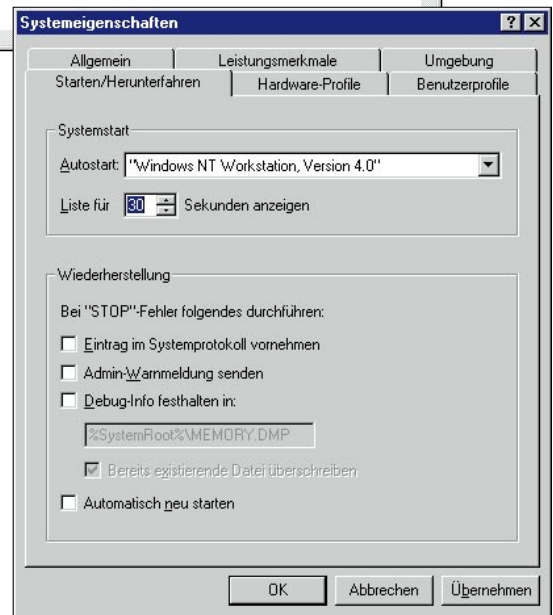 Systemeigenschaften
Allgemein
Leistungsmerkmale
Umgebung
Starten/Herunterfahren
Hardware-Profile
Benutzerprofile
Systemstart
Autostart: "Windows NT Workstation, Version 4.0"
Liste für 30 Sekunden anzeigen
Wiederherstellung
Bei "STOP"-Fehler folgendes durchführen:
Eintrag im Systemprotokoll vornehmen
Admin-Warnmeldung senden
Debug-Info festhalten in:
%SystemRoot%\MEMORY.DMP
Bereits existierende Datei überschreiben
Automatisch neu starten
OK
Abbrechen
Übernehmen